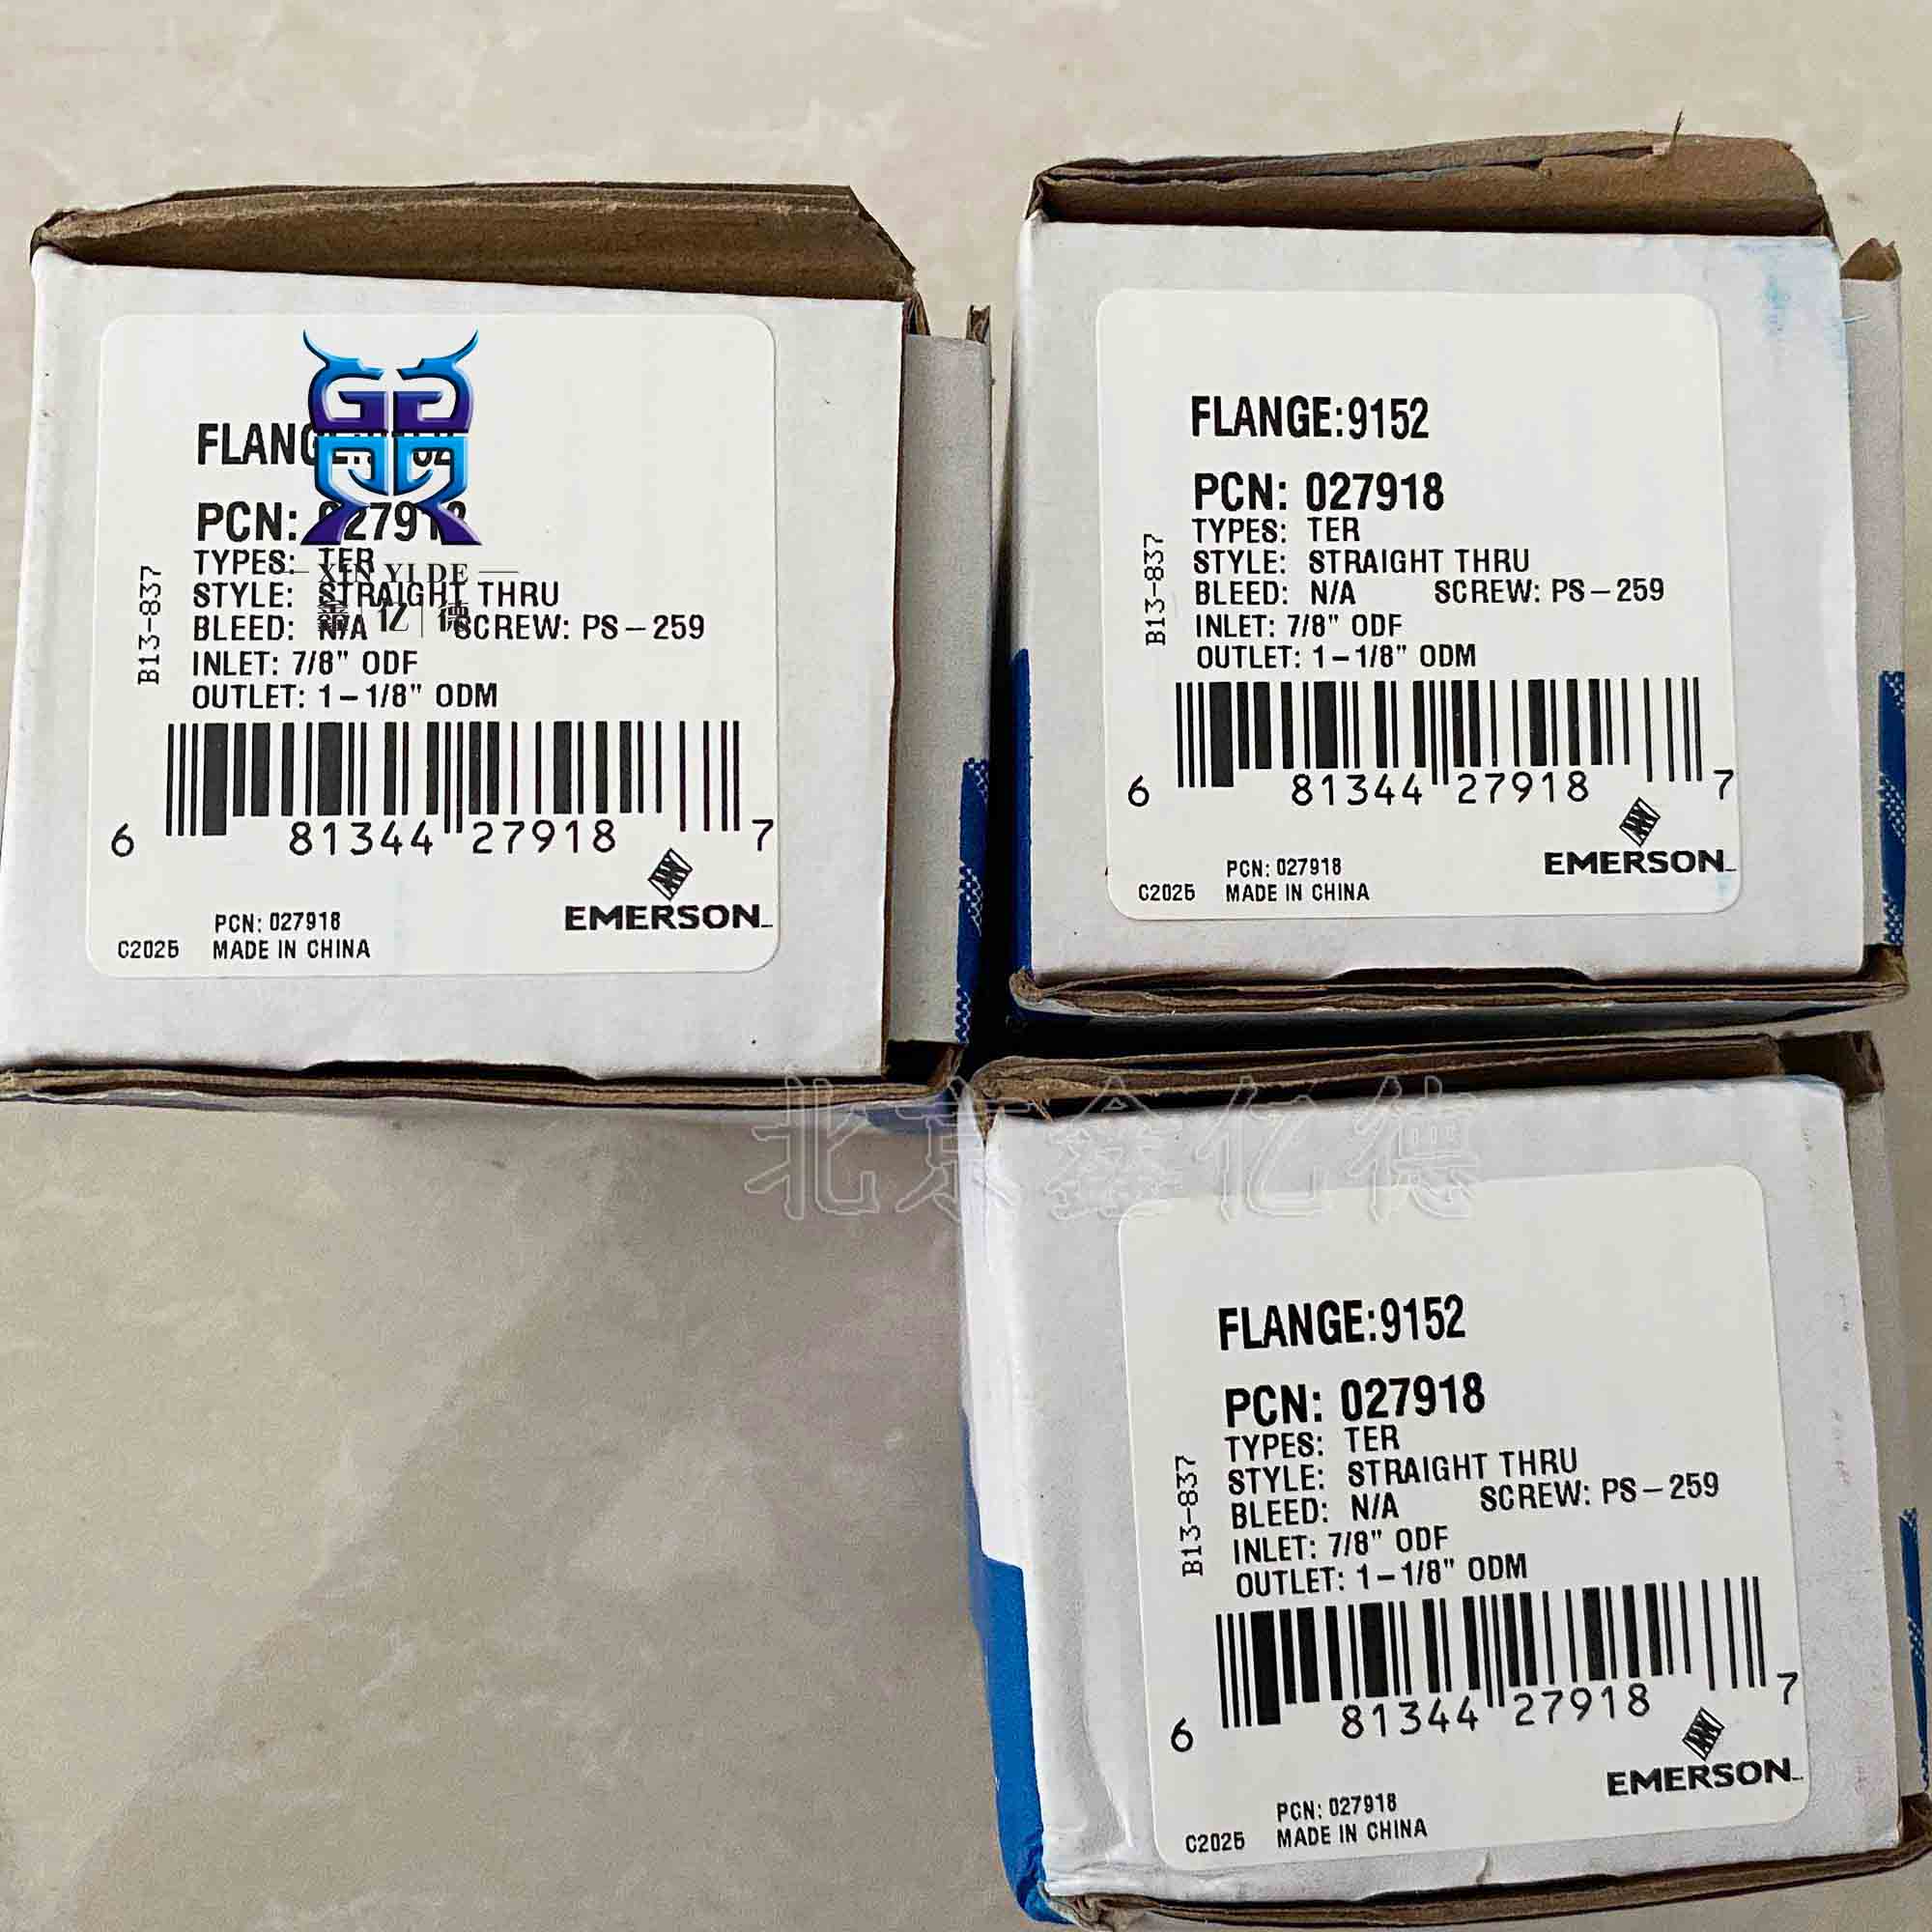 PCN:
TYPES: TER
STYLE: STRAIGHT THRU
BLEED: N/A SCREW: PS-259
INLET: 7/8" ODF
OUTLET: 1-1/8" ODM
B13-837
6 81344 27918 7
EMERSON
PCN: 027918
C2025 MADE IN CHINA
XIN YI DE
鑫 亿 德
FLANGE:9152
PCN: 027918
TYPES: TER
STYLE: STRAIGHT THRU
BLEED: N/A SCREW: PS-259
INLET: 7/8" ODF
OUTLET: 1-1/8" ODM
B13-837
6 81344 27918 7
EMERSON
PCN: 027918
C2025 MADE IN CHINA
北京鑫亿德
FLANGE:9152
PCN: 027918
TYPES: TER
STYLE: STRAIGHT THRU
BLEED: N/A SCREW: PS-259
INLET: 7/8" ODF
OUTLET: 1-1/8" ODM
B13-837
6 81344 27918 7
EMERSON
PCN: 027918
C2025 MADE IN CHINA